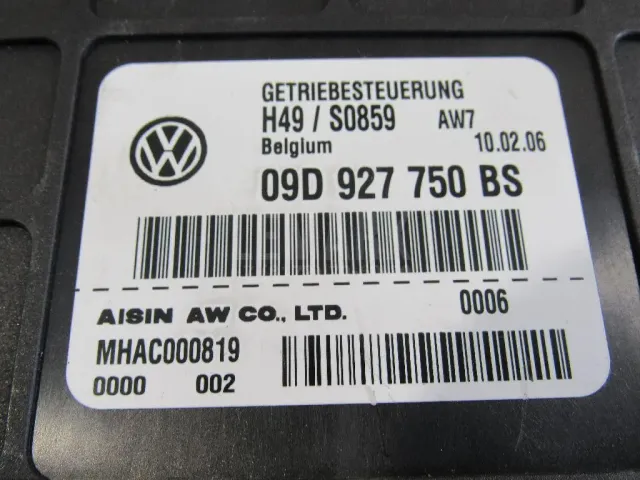 GETRIEBESTEUERUNG
H49 / S0859 AW7
Belgium 10.02.06
09D 927 750 BS
AISIN AW CO., LTD. 0006
MHAC000819
0000 002